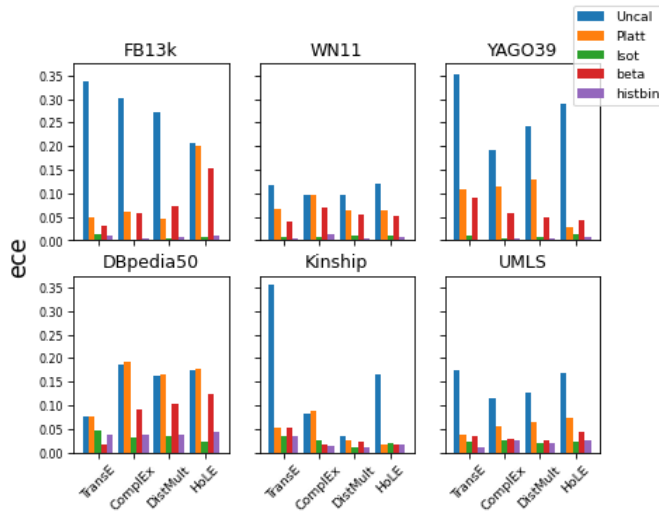 Uncal
Platt
Isot
beta
histbin
FB13k
WN11
YAGO39
0.35
0.30
0.25
0.20
0.15
0.10
0.05
0.00
ece
DBpedia50
Kinship
UMLS
0.35
0.30
0.25
0.20
0.15
0.10
0.05
0.00
TransE
ComplEx
DistMult
HoLE
TransE
ComplEx
DistMult
HoLE
TransE
ComplEx
DistMult
HoLE